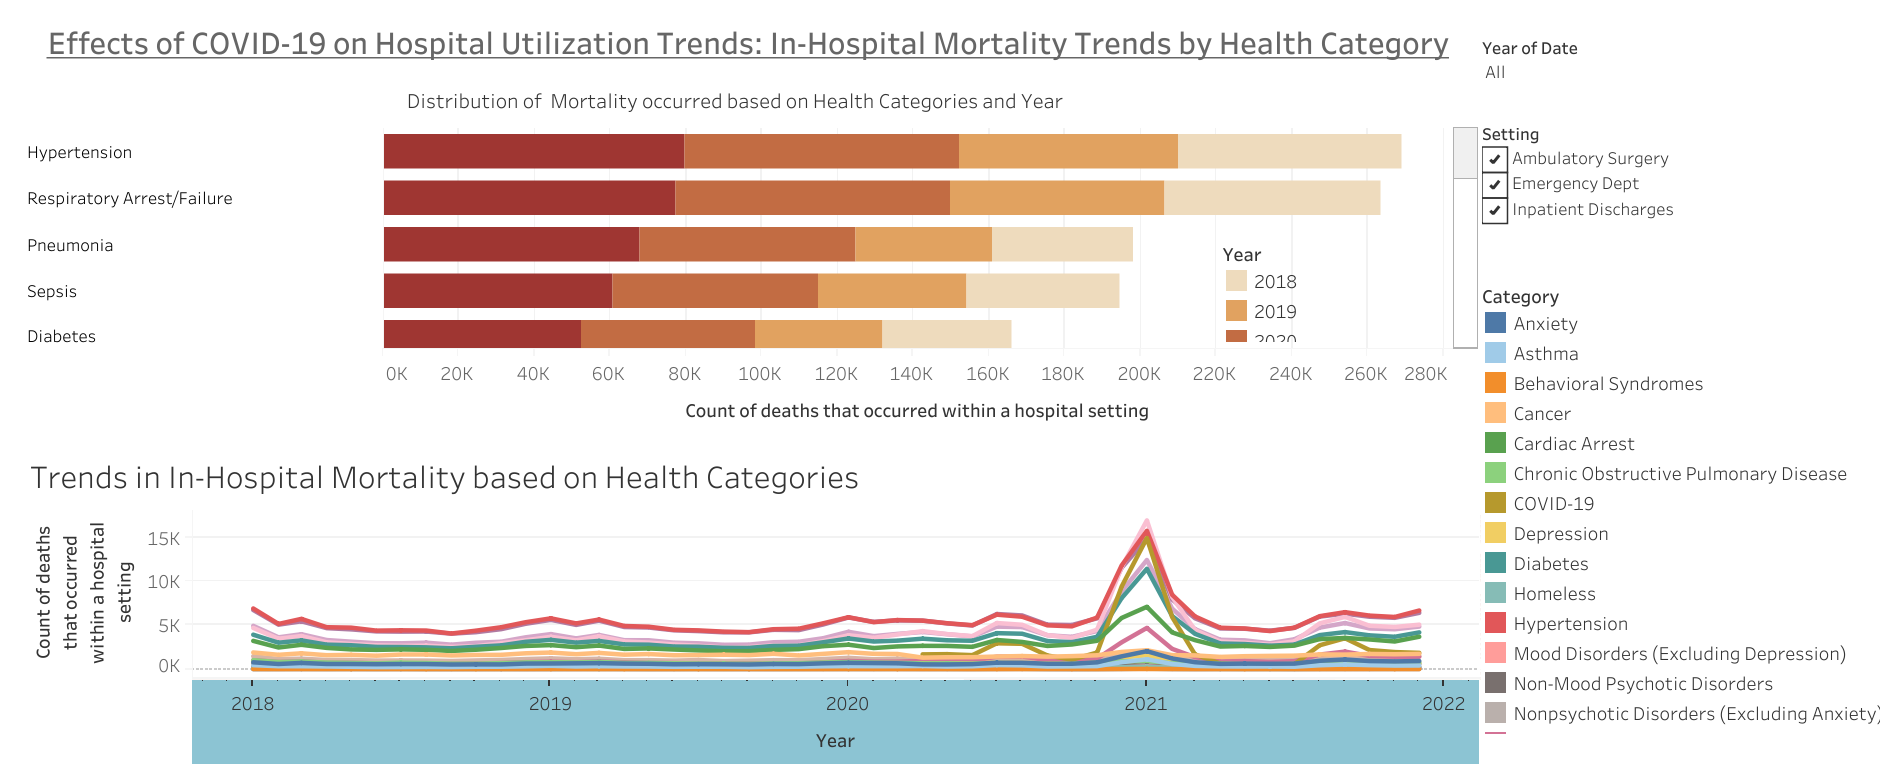 Effects of COVID-19 on Hospital Utilization Trends: In-Hospital Mortality Trends by Health Category
Year of Date
All
Distribution of  Mortality occurred based on Health Categories and Year
Hypertension
Respiratory Arrest/Failure
Pneumonia
Sepsis
Diabetes
Year
2018
2019
2020
0K 20K 40K 60K 80K 100K 120K 140K 160K 180K 200K 220K 240K 260K 280K
Count of deaths that occurred within a hospital setting
Setting
Ambulatory Surgery
Emergency Dept
Inpatient Discharges
Category
Anxiety
Asthma
Behavioral Syndromes
Cancer
Cardiac Arrest
Chronic Obstructive Pulmonary Disease
COVID-19
Depression
Diabetes
Homeless
Hypertension
Mood Disorders (Excluding Depression)
Non-Mood Psychotic Disorders
Nonpsychotic Disorders (Excluding Anxiety)
Trends in In-Hospital Mortality based on Health Categories
Count of deaths
that occurred
within a hospital
setting
15K
10K
5K
0K
2018 2019 2020 2021 2022
Year